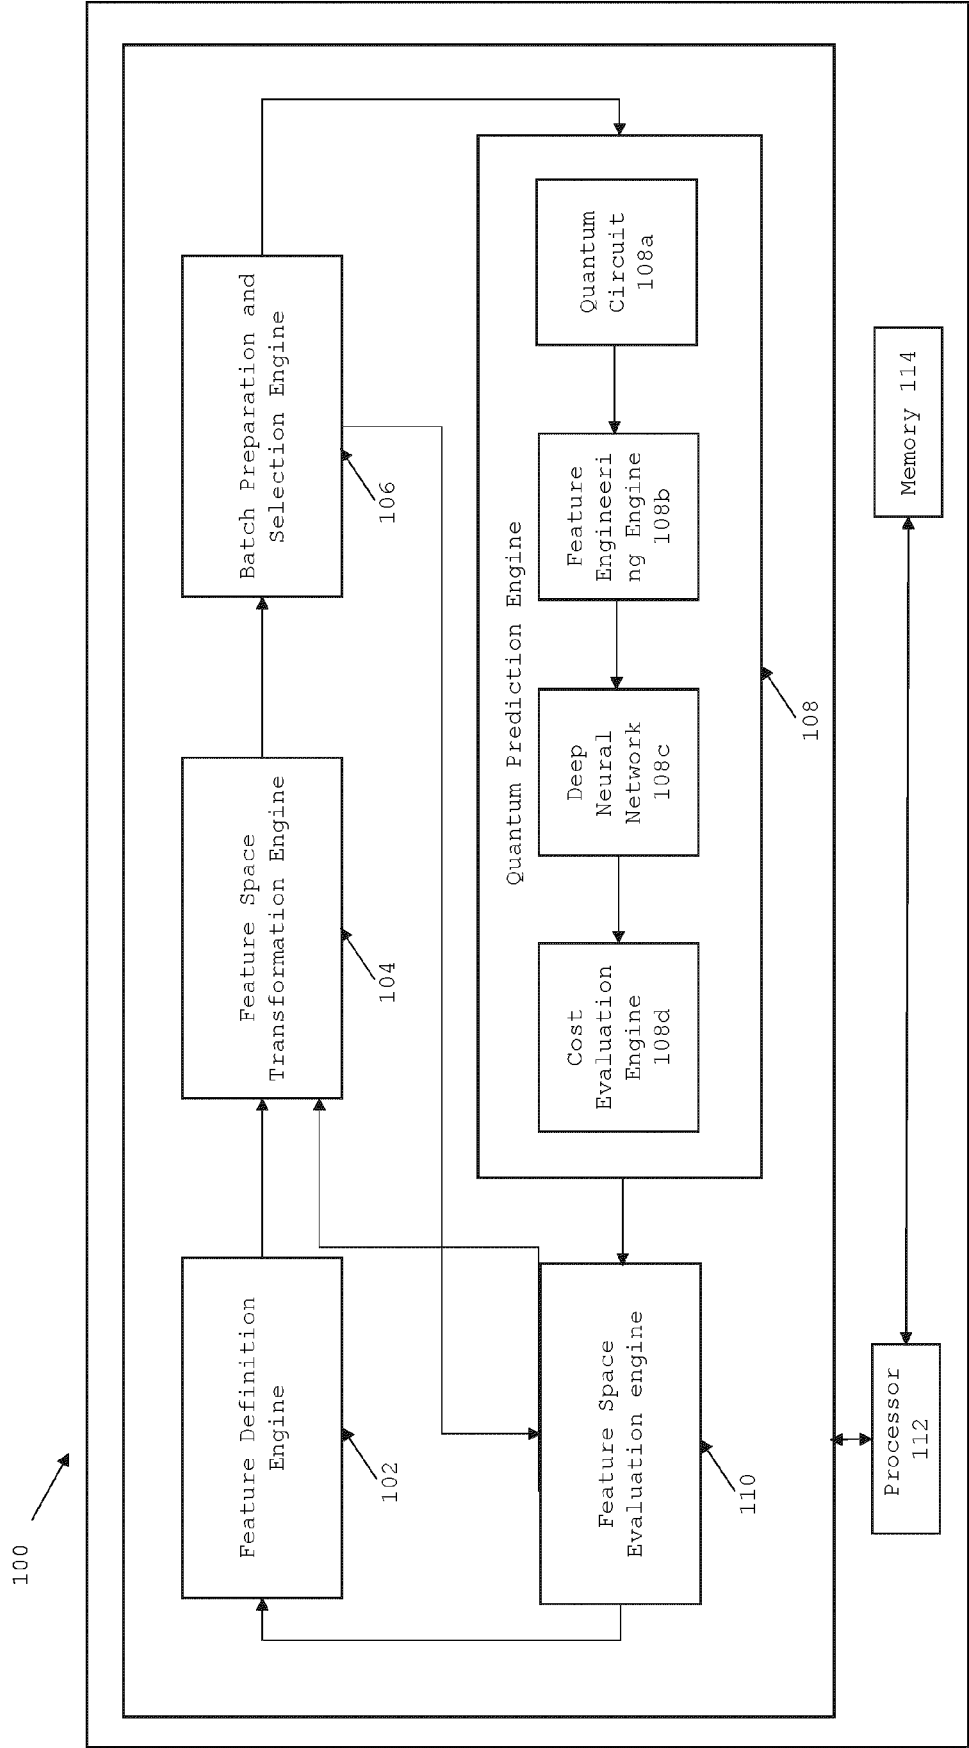 100
Feature Definition
Engine
102
Feature Space
Transformation Engine
104
Batch Preparation and
Selection Engine
106
Feature Space
Evaluation engine
110
Quantum Prediction Engine
Cost
Evaluation
Engine
108d
Deep
Neural
Network
108c
Feature
Engineeri
ng Engine
108b
Quantum
Circuit
108a
108
Processor
112
Memory 114